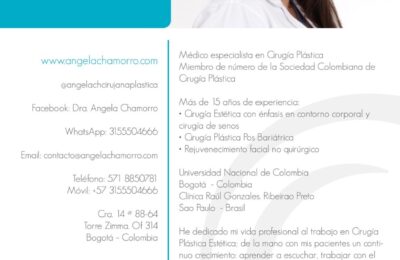 www.angelachamorro.com
@angelachcirujanaplastica
Facebook: Dra. Angela Chamorro
WhatsApp: 3155504666
Email: contacto@angelachamorro.com
Teléfono: 571 8850781
Móvil: +57 3155504666
Cra. 14 # 88-64
Torre Zimma. Of 314
Bogotá - Colombia
Médico especialista en Cirugía Plástica
Miembro de número de la Sociedad Colombiana de
Cirugía Plástica
Más de 15 años de experiencia:
• Cirugía Estética con énfasis en contorno corporal y
cirugía de senos
• Cirugía Plástica Pos Bariátrica
• Rejuvenecimiento facial no quirúrgico
Universidad Nacional de Colombia
Bogotá - Colombia
Clínica Raúl Gonzales. Ribeirao Preto
Sao Paulo - Brasil
He dedicado mi vida profesional al trabajo en Cirugía
Plástica Estética; de la mano con mis pacientes un conti-
nuo crecimiento: aprender a escuchar, trabajar con el